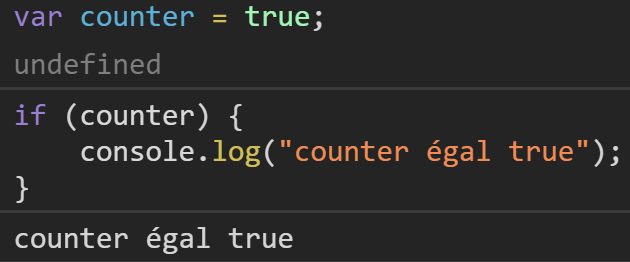 var counter = true;
undefined
if (counter) {
    console.log("counter égal true");
}
counter égal true